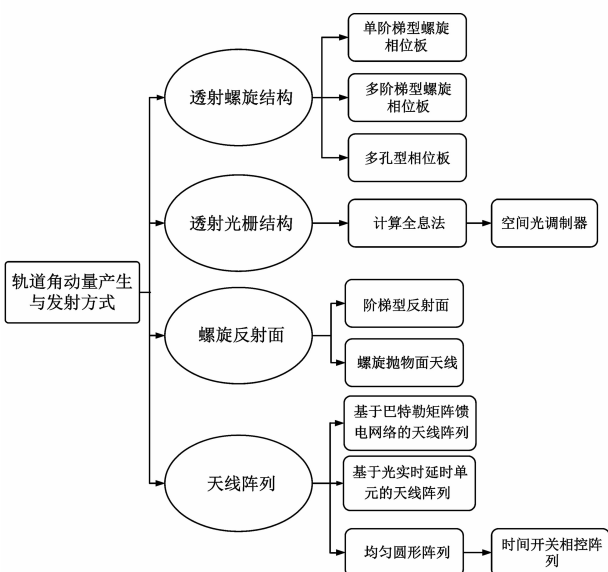 轨道角动量产生
与发射方式
透射螺旋结构
单阶梯型螺旋
相位板
多阶梯型螺旋
相位板
多孔型相位板
透射光栅结构
计算全息法
空间光调制器
螺旋反射面
阶梯型反射面
螺旋抛物面天线
天线阵列
基于巴特勒矩阵馈
电网络的天线阵列
基于光实时延时单
元的天线阵列
均匀圆形阵列
时间开关相控阵
列